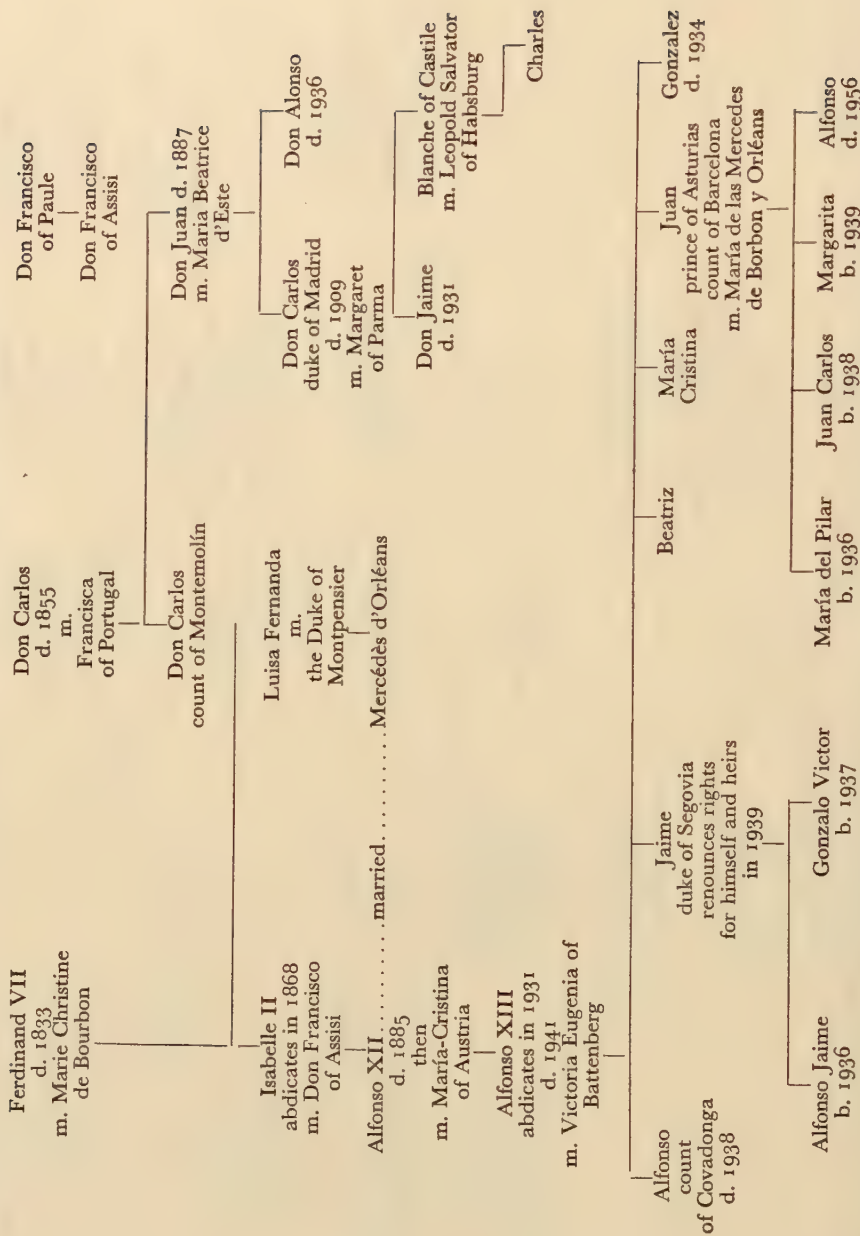 Ferdinand VII
d. 1833
m. Marie Christine
de Bourbon
Don Carlos
d. 1855
m.
Francisca
of Portugal
Don Francisco
of Paule
Don Francisco
of Assisi
Don Carlos
count of Montemolín
Don Juan d. 1887
m. Maria Beatrice
d'Este
Isabelle II
abdicates in 1868
m. Don Francisco
of Assisi
Luisa Fernanda
m.
the Duke of
Montpensier
Don Carlos
duke of Madrid
d. 1909
m. Margaret
of Parma
Don Alonso
d. 1936
Alfonso XII..........married..........Mercédès d'Orléans
d. 1885
then
m. María-Cristina
of Austria
Don Jaime
d. 1931
Blanche of Castile
m. Leopold Salvator
of Habsburg
Charles
Alfonso XIII
abdicates in 1931
d. 1941
m. Victoria Eugenia of
Battenberg
Alfonso
count
of Covadonga
d. 1938
Jaime
duke of Segovia
renounces rights
for himself and heirs
in 1939
Beatriz
María
Cristina
Juan
prince of Asturias
count of Barcelona
m. María de las Mercedes
de Borbon y Orléans
Gonzalez
d. 1934
Alfonso Jaime
b. 1936
Gonzalo Victor
b. 1937
María del Pilar
b. 1936
Juan Carlos
b. 1938
Margarita
b. 1939
Alfonso
d. 1956